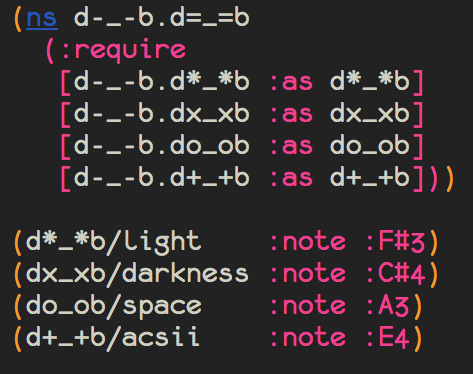 (ns d-_-b.d=_=b
(:require
[d-_-b.d*_*b :as d*_*b]
[d-_-b.dx_xb :as dx_xb]
[d-_-b.do_ob :as do_ob]
[d-_-b.d+_+b :as d+_+b]))
(d*_*b/light :note :F#3)
(dx_xb/darkness :note :C#4)
(do_ob/space :note :A3)
(d+_+b/acsii :note :E4)